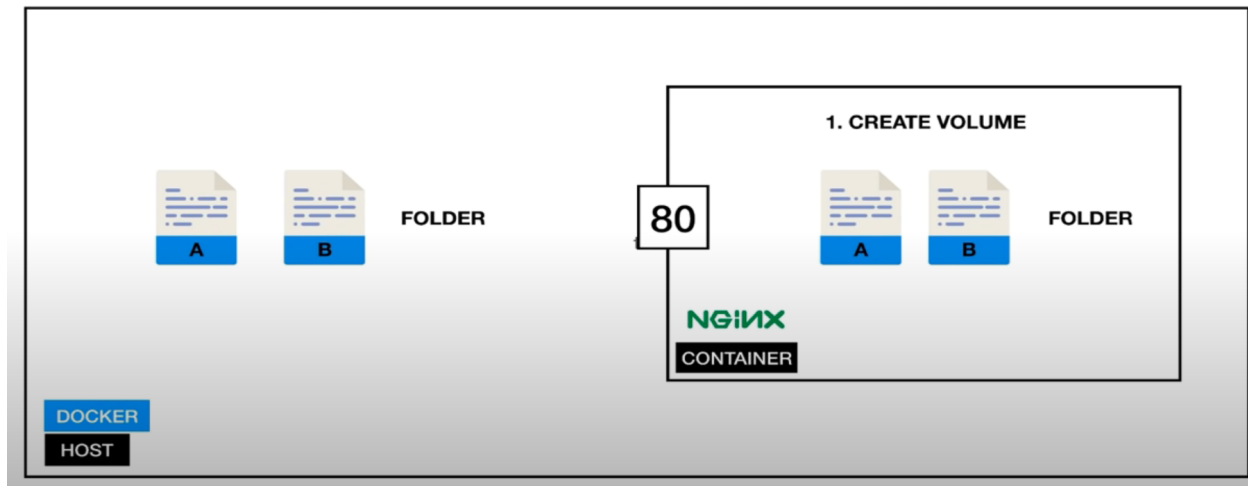 1. CREATE VOLUME
A
B
FOLDER
80
A
B
FOLDER
NGINX
CONTAINER
DOCKER
HOST